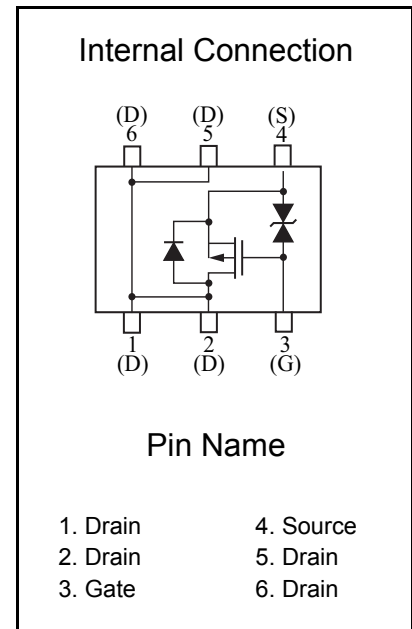 Internal Connection
(D) (D) (S)
6 5 4
1 2 3
(D) (D) (G)
Pin Name
1. Drain 4. Source
2. Drain 5. Drain
3. Gate 6. Drain